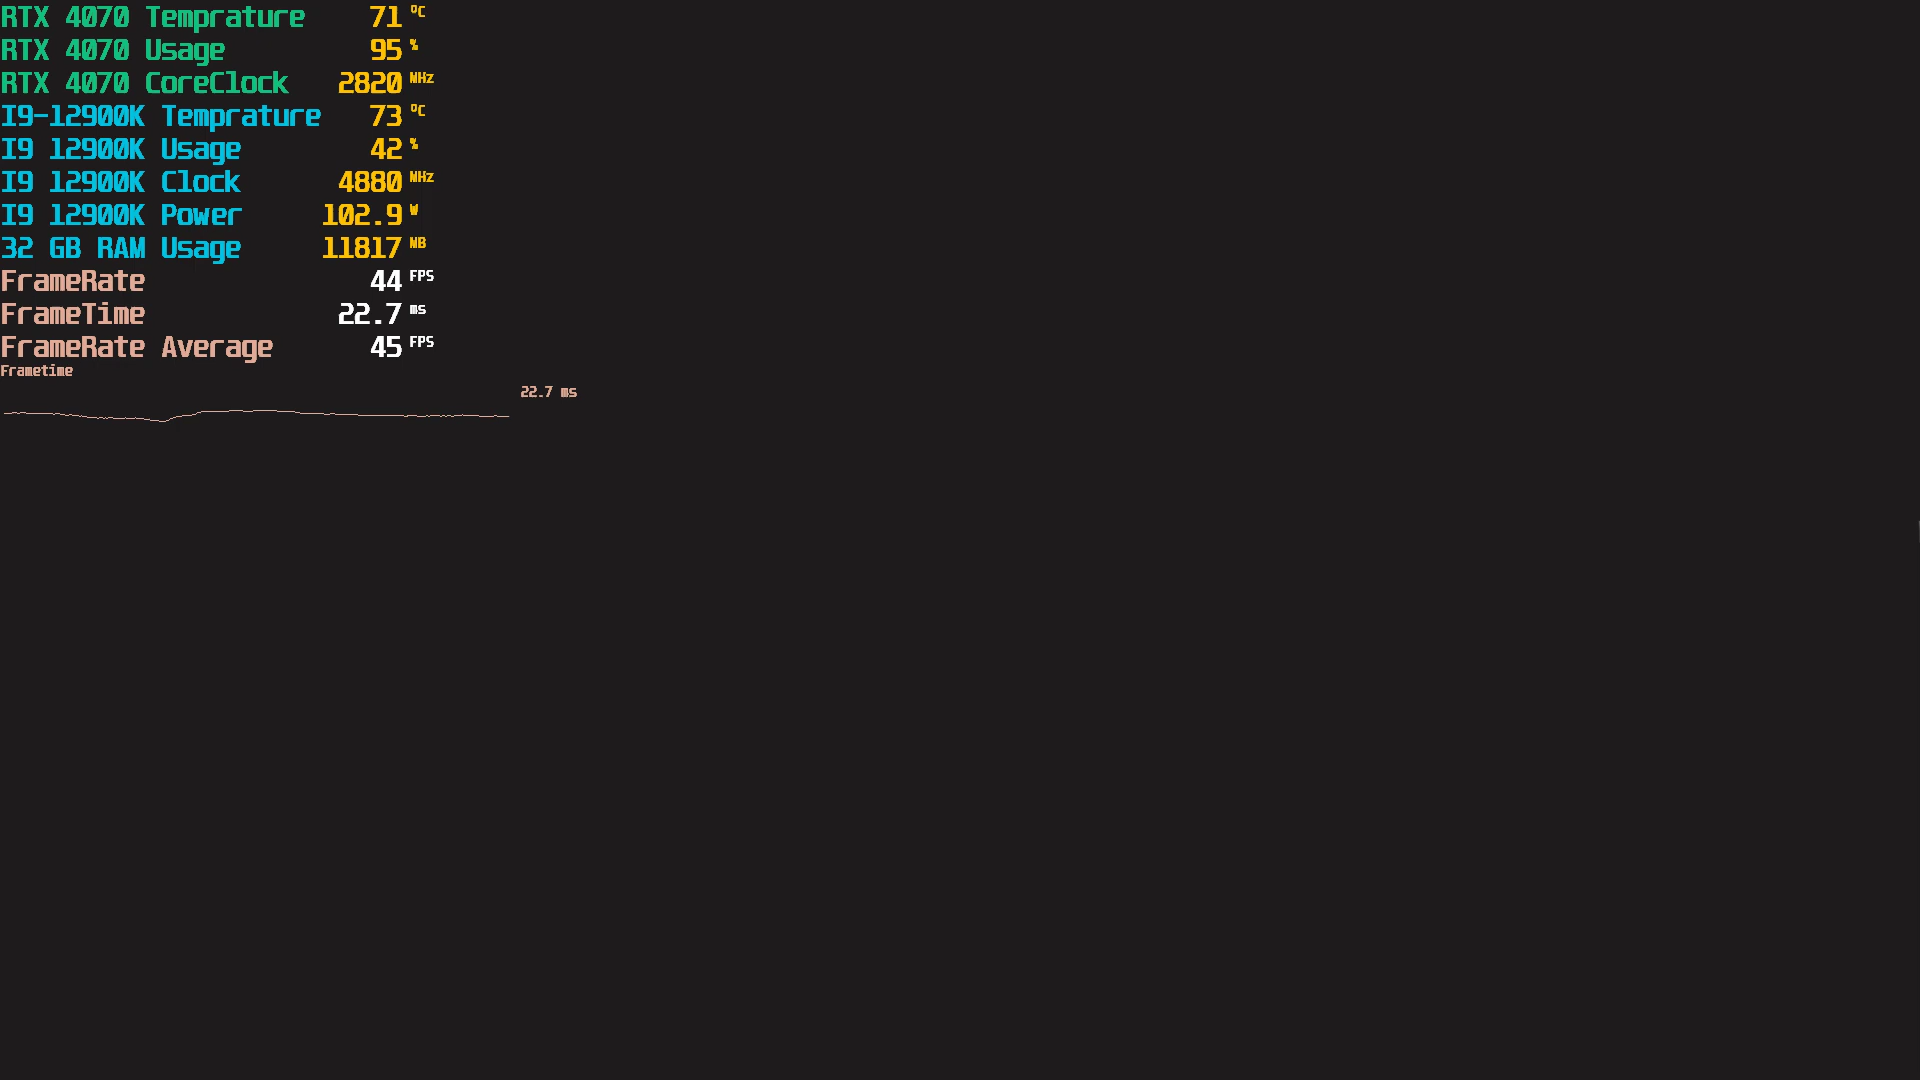 RTX 4070 Temprature 71 °C
RTX 4070 Usage 95 %
RTX 4070 CoreClock 2820 MHz
I9-12900K Temprature 73 °C
I9 12900K Usage 42 %
I9 12900K Clock 4880 MHz
I9 12900K Power 102.9 W
32 GB RAM Usage 11817 MB
FrameRate 44 FPS
FrameTime 22.7 ms
FrameRate Average 45 FPS
Frametime
22.7 ms